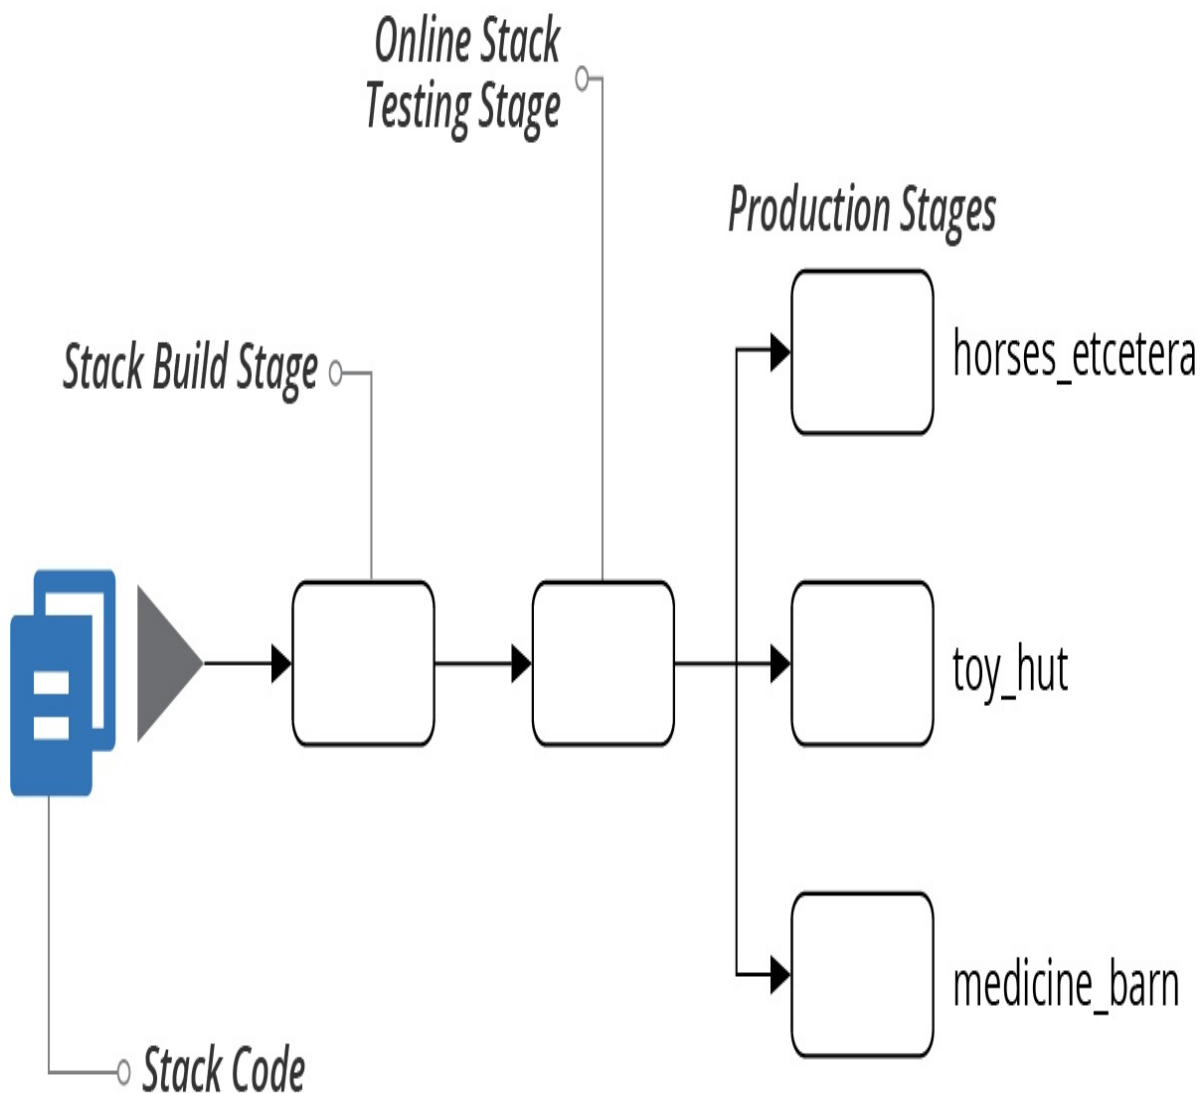 Online Stack
Testing Stage
Production Stages
horses_etcetera
Stack Build Stage
toy_hut
medicine_barn
Stack Code